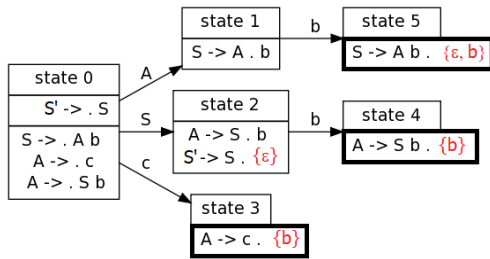 state 0
S' -> . S
S -> . A b
A -> . c
A -> . S b
A
S
c
state 1
S -> A . b
b
state 5
S -> A b . {ε, b}
state 2
A -> S . b
S'-> S . {ε}
b
state 4
A -> S b . {b}
state 3
A -> c . {b}